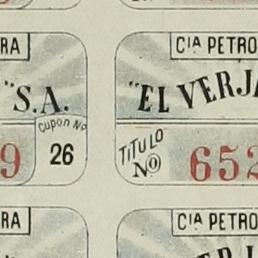 RA
CIA PETRO
S.A.
"EL VERJ
Cupon No
26
9
TITULO
No
652
RA
CIA PETRO